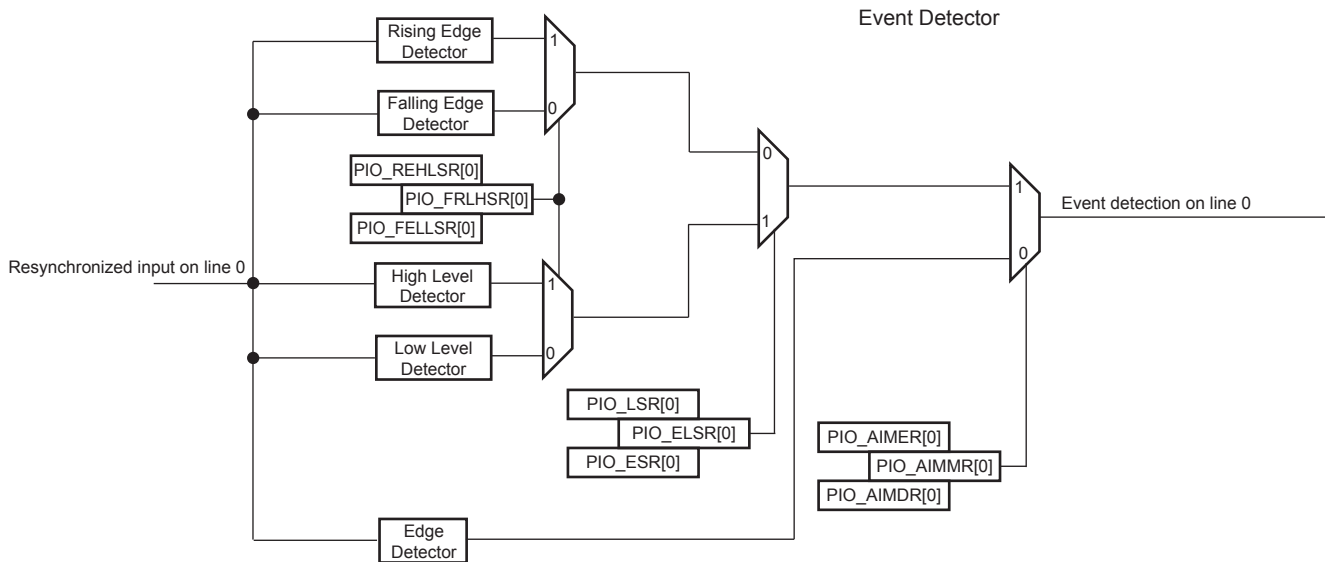 Event Detector
Rising Edge
Detector
1
Falling Edge
Detector
0
PIO_REHLSR[0]
PIO_FRLHSR[0]
PIO_FELLSR[0]
0
1
1
0
Event detection on line 0
Resynchronized input on line 0
High Level
Detector
1
Low Level
Detector
0
PIO_LSR[0]
PIO_ELSR[0]
PIO_ESR[0]
PIO_AIMER[0]
PIO_AIMMR[0]
PIO_AIMDR[0]
Edge
Detector